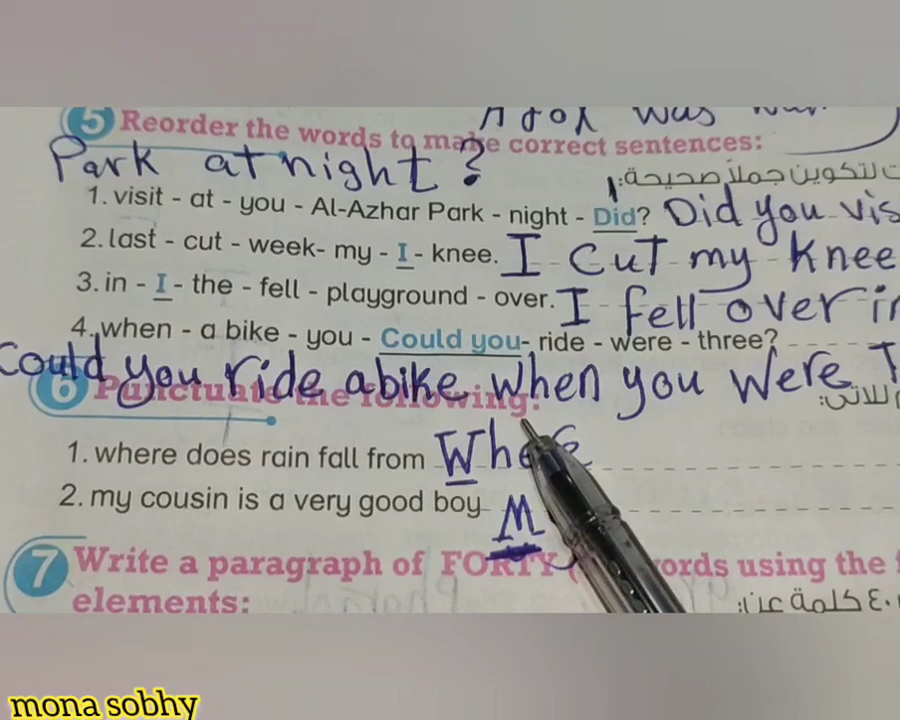 A fox was
5 Reorder the words to make correct sentences:
Park at night?
لتكوين جملاً صحيحة:
1. visit - at - you - Al-Azhar Park - night - Did? Did you vis
2. last - cut - week- my - I - knee. I cut my knee
3. in - I - the - fell - playground - over. I fell over in
4. when - a bike - you - Could you- ride - were - three?
Could you ride a bike when you were T
6 Punctuate the following:
1. where does rain fall from Where
2. my cousin is a very good boy M
7 Write a paragraph of FORTY words using the
elements:
٤٠ كلمة عن:
mona sobhy